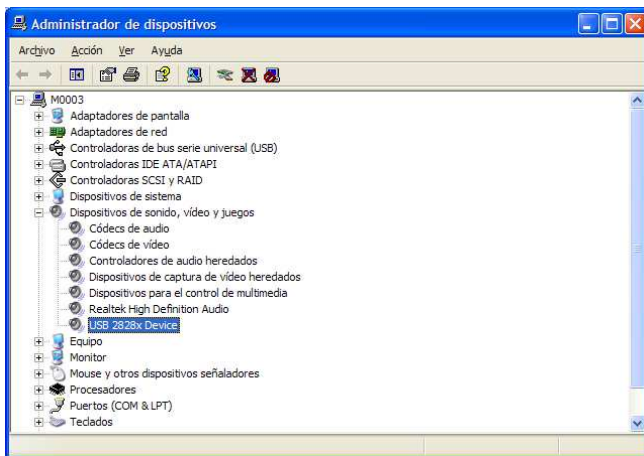 Administrador de dispositivos
Archivo Acción Ver Ayuda
M0003
Adaptadores de pantalla
Adaptadores de red
Controladoras de bus serie universal (USB)
Controladoras IDE ATA/ATAPI
Controladoras SCSI y RAID
Dispositivos de sistema
Dispositivos de sonido, vídeo y juegos
Códecs de audio
Códecs de vídeo
Controladores de audio heredados
Dispositivos de captura de vídeo heredados
Dispositivos para el control de multimedia
Realtek High Definition Audio
USB 2828x Device
Equipo
Monitor
Mouse y otros dispositivos señaladores
Procesadores
Puertos (COM & LPT)
Teclados